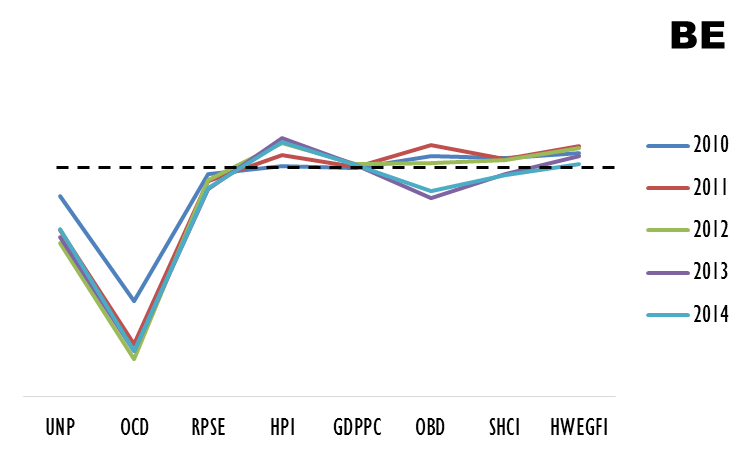 BE
2010
2011
2012
2013
2014
UNP OCD RPSE HPI GDPPC OBD SHCI HWEGFI